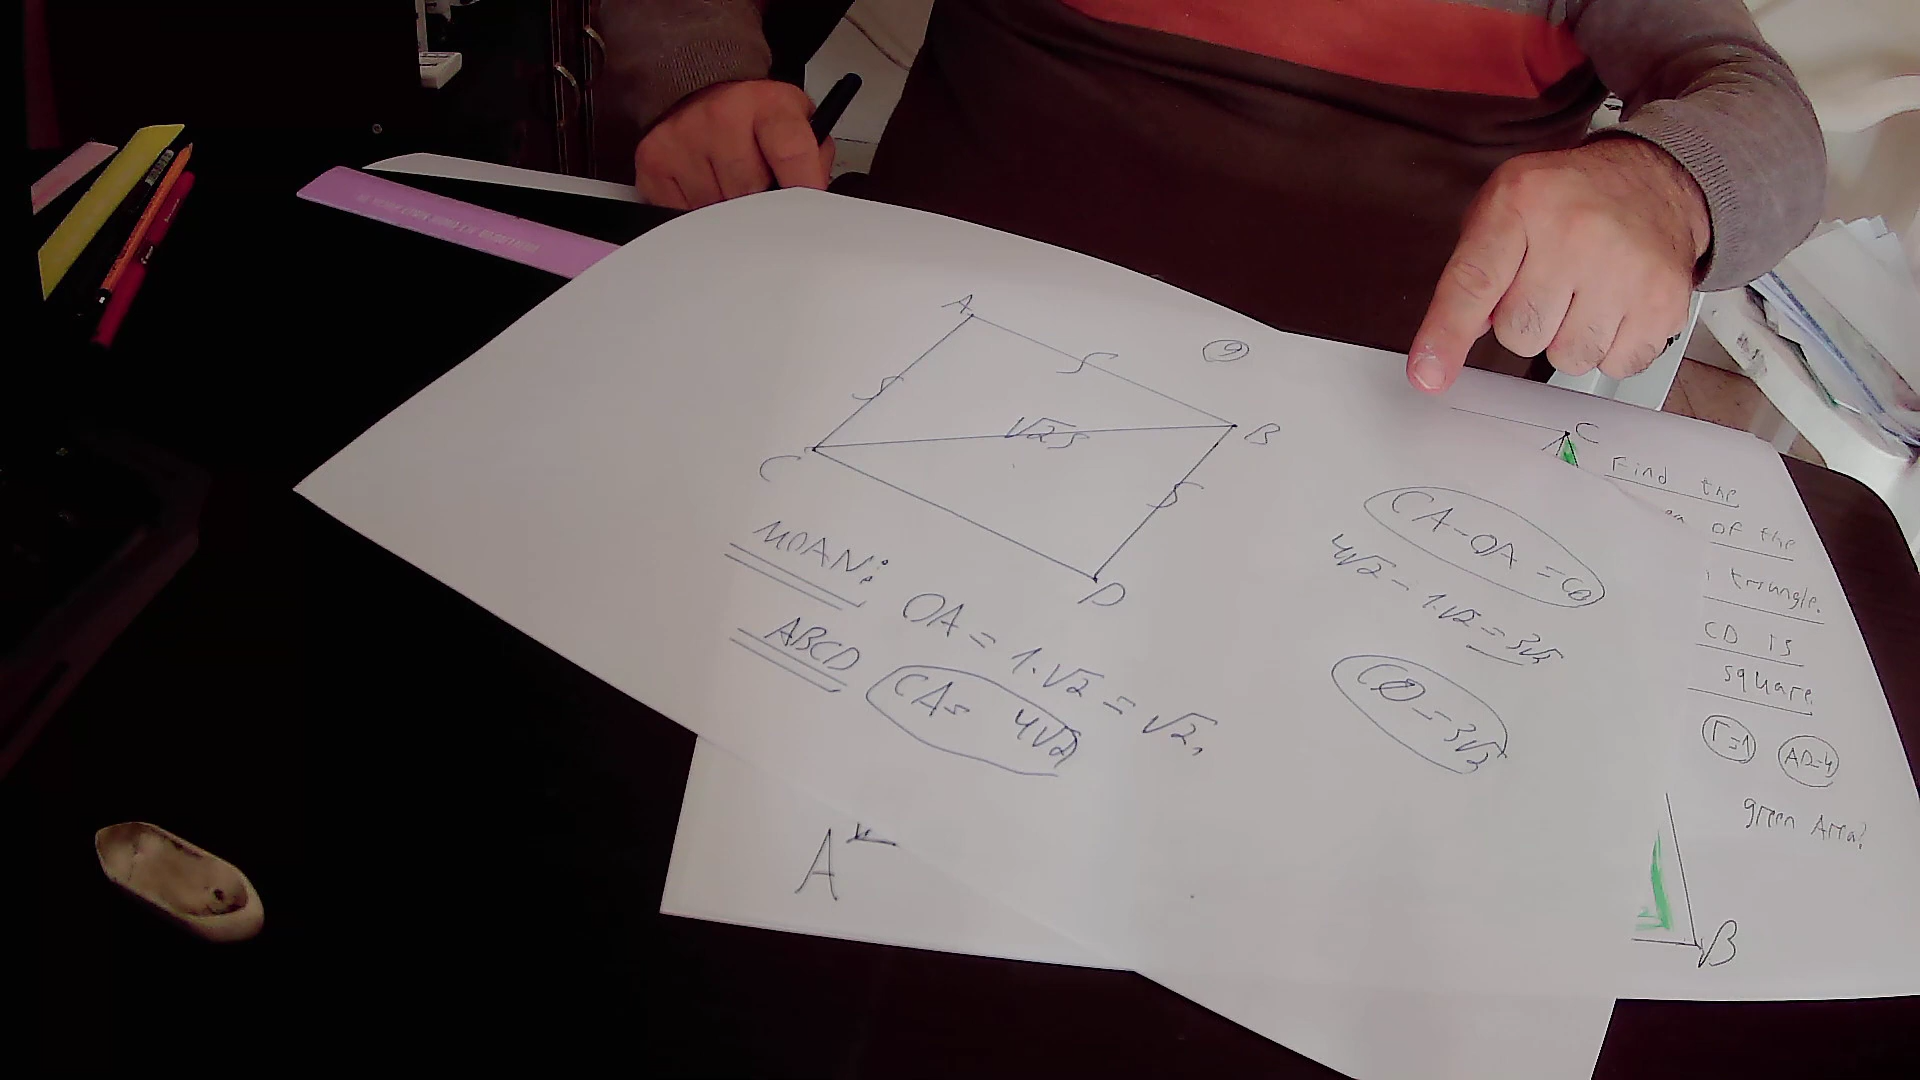 A
S
9
S
B
√2S
C
S
D
MOAN:
OA = 1.√2 = √2,
ABCD
CA= 4√2
CA-OA = CO
4√2 - 1.√2 = 3√2
CO = 3√2
C
Find the
of the
triangle.
CD is
square
r=1
AD=4
green Area?
A
B